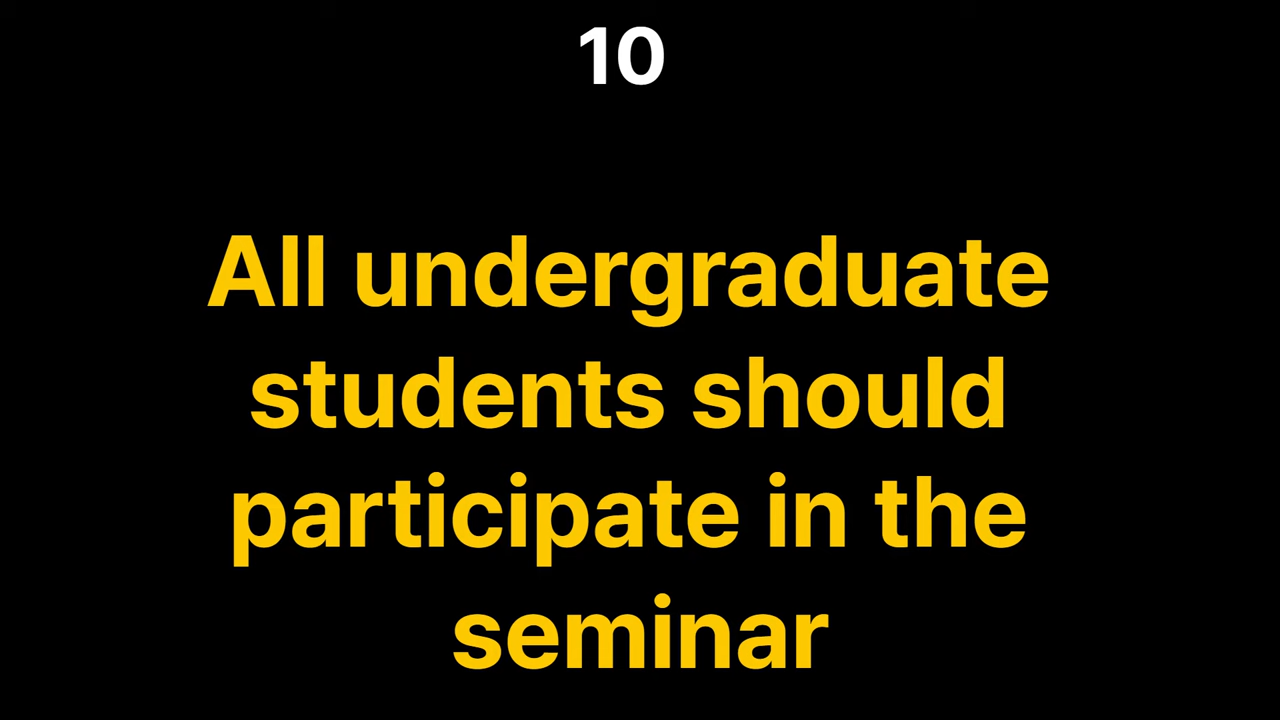 10
All undergraduate
students should
participate in the
seminar